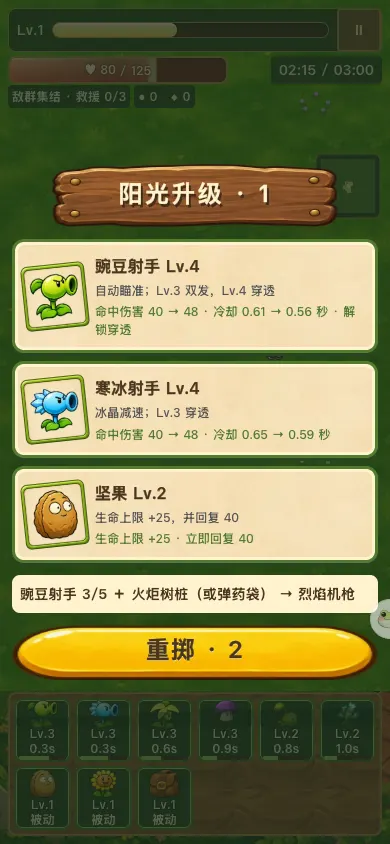 Lv.1
80 / 125
02:15 / 03:00
敌群集结 · 救援 0/3
0 0
阳光升级 · 1
豌豆射手 Lv.4
自动瞄准；Lv.3 双发，Lv.4 穿透
命中伤害 40 → 48 · 冷却 0.61 → 0.56 秒 · 解
锁穿透
寒冰射手 Lv.4
冰晶减速；Lv.3 穿透
命中伤害 40 → 48 · 冷却 0.65 → 0.59 秒
坚果 Lv.2
生命上限 +25，并回复 40
生命上限 +25 · 立即回复 40
豌豆射手 3/5 + 火炬树桩（或弹药袋） → 烈焰机枪
重掷 · 2
Lv.3 Lv.3 Lv.3 Lv.3 Lv.2 Lv.2
0.3s 0.3s 0.6s 0.9s 0.8s 1.0s
Lv.1 Lv.1 Lv.1
被动 被动 被动